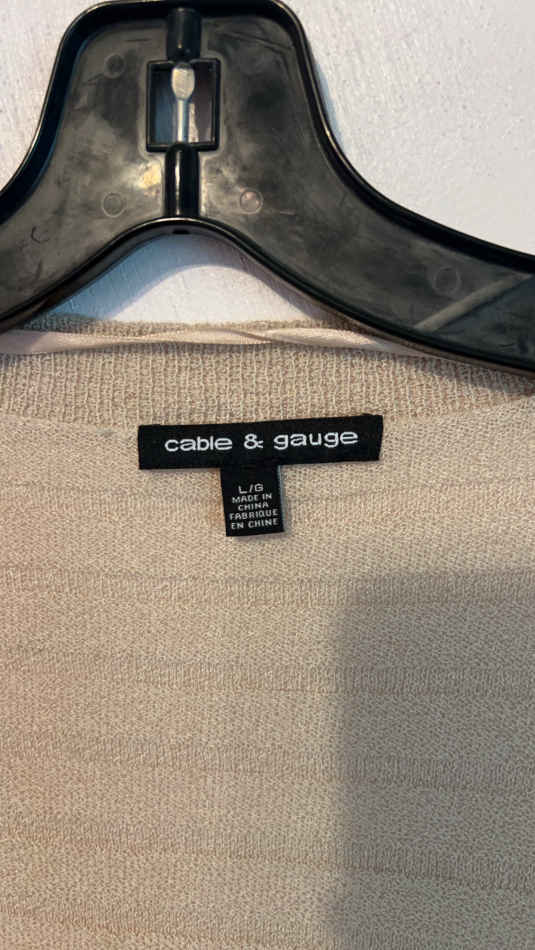 cable & gauge
L/G
MADE IN
CHINA
FABRIQUE
EN CHINE